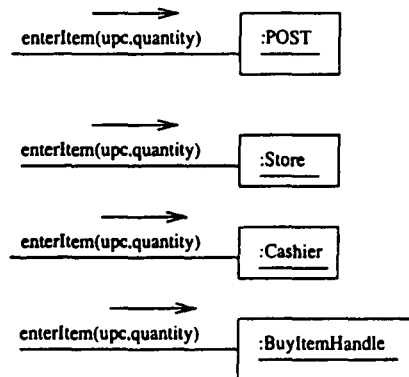 enterItem(upc,quantity)
:POST
enterItem(upc,quantity)
:Store
enterItem(upc,quantity)
:Cashier
enterItem(upc,quantity)
:BuyItemHandle